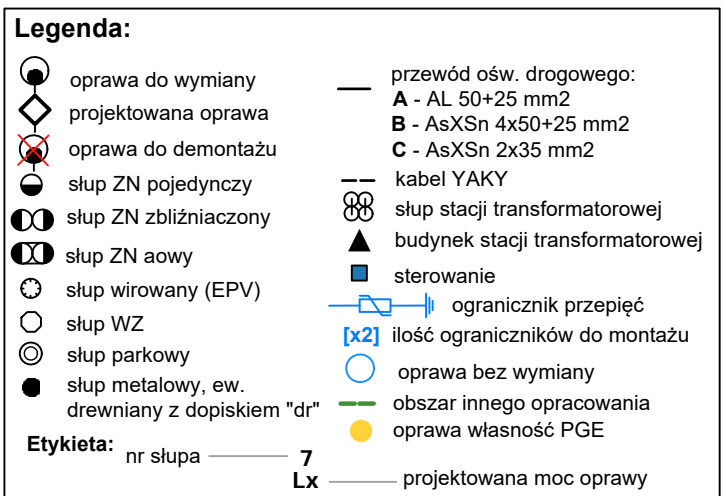 Legenda:
oprawa do wymiany
projektowana oprawa
oprawa do demontażu
słup ZN pojedynczy
słup ZN zbliźniaczony
słup ZN aowy
słup wirowany (EPV)
słup WZ
słup parkowy
słup metalowy, ew.
drewniany z dopiskiem "dr"
przewód ośw. drogowego:
A - AL 50+25 mm2
B - AsXSn 4x50+25 mm2
C - AsXSn 2x35 mm2
kabel YAKY
słup stacji transformatorowej
budynek stacji transformatorowej
sterowanie
ogranicznik przepięć
[x2] ilość ograniczników do montażu
oprawa bez wymiany
obszar innego opracowania
oprawa własność PGE
Etykieta:
nr słupa 7
Lx projektowana moc oprawy